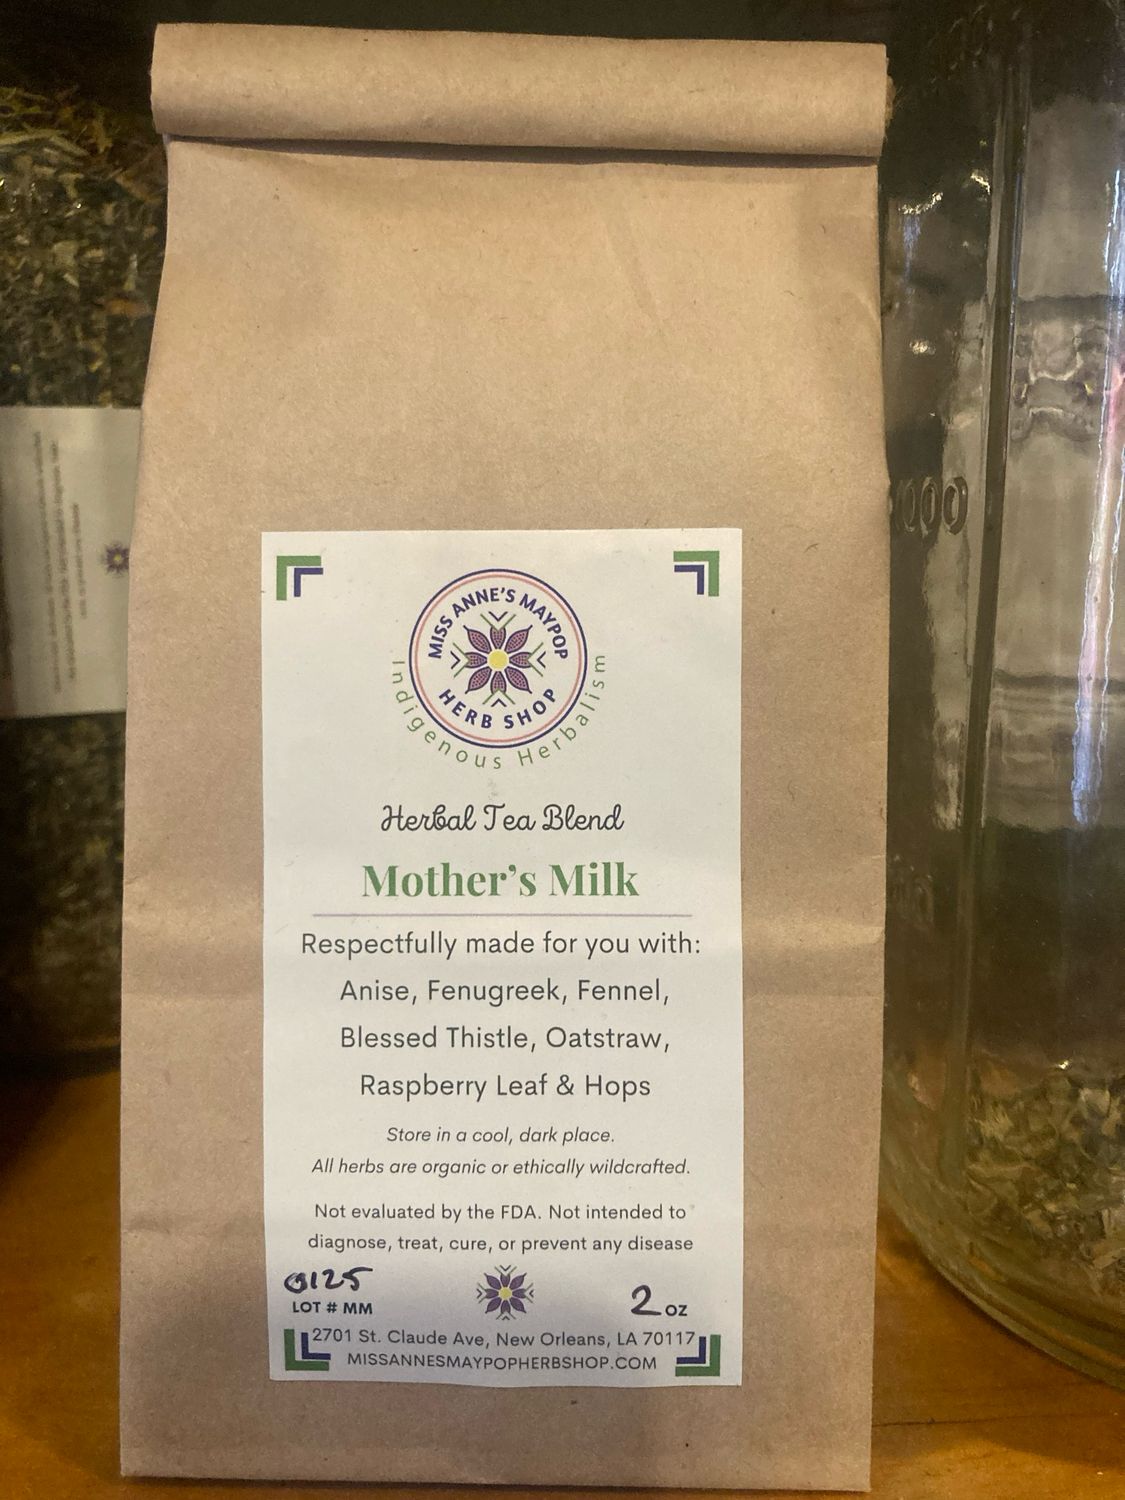 MISS ANNE'S MAYPOP
HERB SHOP
Indigenous Herbalism
Herbal Tea Blend
Mother's Milk
Respectfully made for you with:
Anise, Fenugreek, Fennel,
Blessed Thistle, Oatstraw,
Raspberry Leaf & Hops
Store in a cool, dark place.
All herbs are organic or ethically wildcrafted.
Not evaluated by the FDA. Not intended to
diagnose, treat, cure, or prevent any disease
0125
LOT # MM
2 oz
2701 St. Claude Ave, New Orleans, LA 70117
MISSANNESMAYPOPHERBSHOP.COM